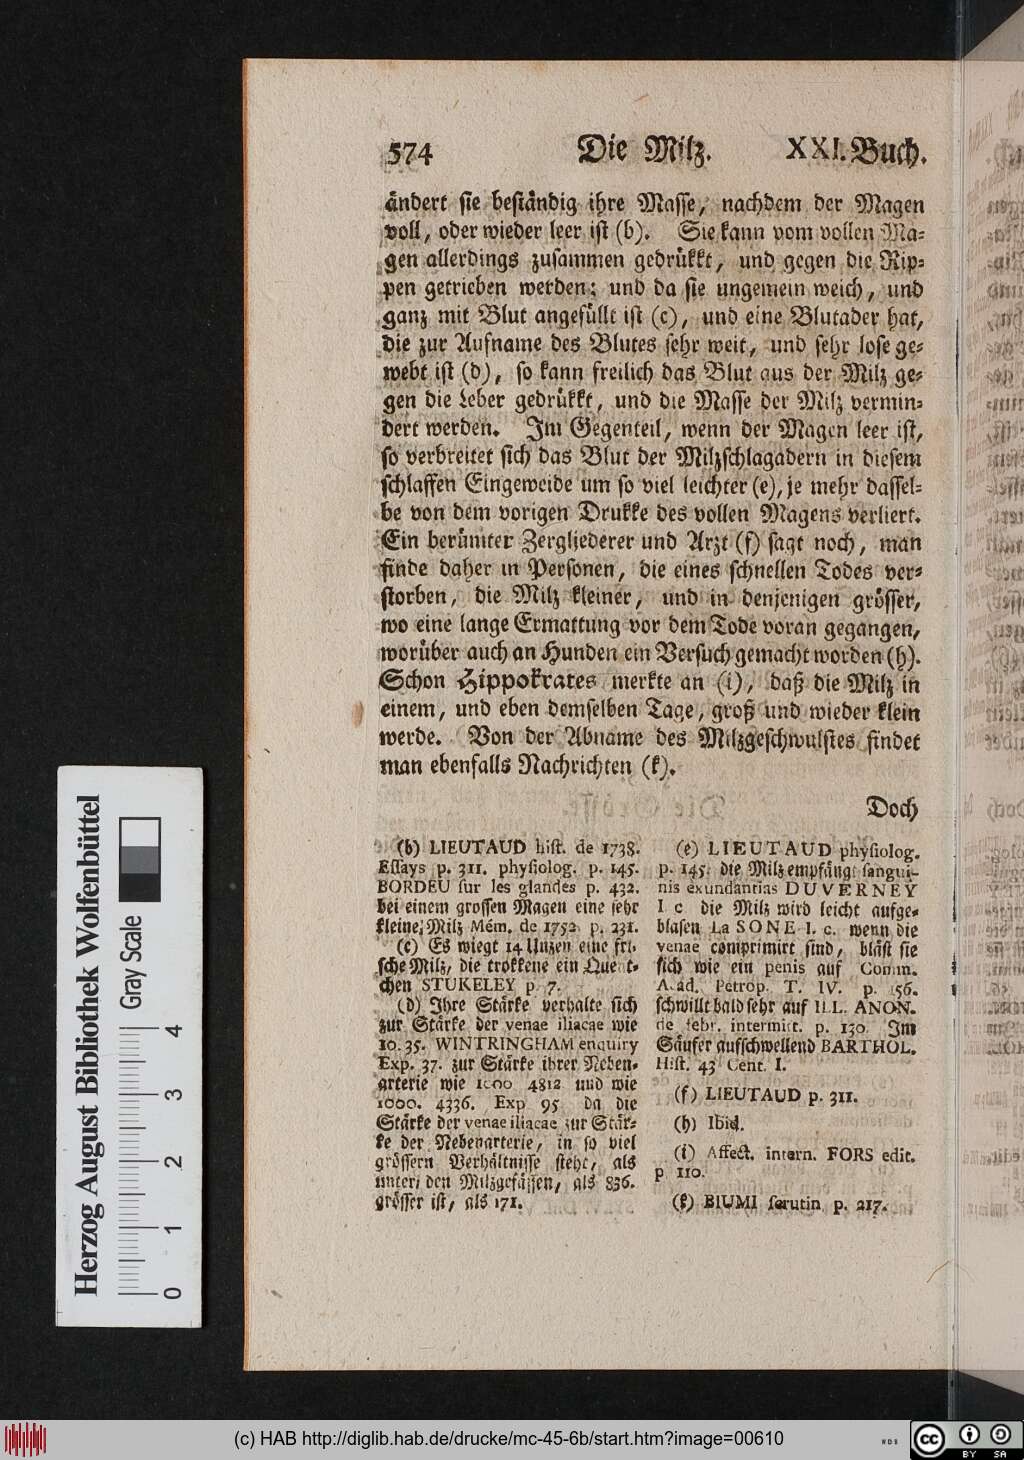 574 Die Milz. XXI. Buch.
ändert sie beständig ihre Masse, nachdem der Magen
voll, oder wieder leer ist (b). Sie kann vom vollen Ma-
gen allerdings zusammen gedrükkt, und gegen die Rip-
pen getrieben werden: und da sie ungemein weich, und
ganz mit Blut angefüllt ist (c), und eine Blutader hat,
die zur Aufname des Blutes sehr weit, und sehr lose ge-
webt ist (d), so kann freilich das Blut aus der Milz ge-
gen die Leber gedrükkt, und die Masse der Milz vermin-
dert werden. Im Gegenteil, wenn der Magen leer ist,
so verbreitet sich das Blut der Milzschlagadern in diesem
schlaffen Eingeweide um so viel leichter (e), je mehr dassel-
be von dem vorigen Drukke des vollen Magens verliert.
Ein berümter Zergliederer und Arzt (f) sagt noch, man
finde daher in Personen, die eines schnellen Todes ver-
storben, die Milz kleiner, und in denjenigen grösser,
wo eine lange Ermattung vor dem Tode voran gegangen,
worüber auch an Hunden ein Versuch gemacht worden (h).
Schon Hippokrates merkte an (i), daß die Milz in
einem, und eben demselben Tage, groß und wieder klein
werde. Von der Abname des Milzgeschwulstes findet
man ebenfalls Nachrichten (k).
Doch
(b) LIEUTAUD hist. de 1738.
Essays p. 311. physiolog. p. 145.
BORDEU sur les glandes p. 432.
bei einem grossen Magen eine sehr
kleine Milz Mém. de 1752. p. 231.
(c) Es wiegt 14 Unzen eine fri-
sche Milz, die trokkene ein Quent-
chen STUKELEY p. 7.
(d) Ihre Stärke verhalte sich
zur Stärke der venae iliacae wie
10. 35. WINTRINGHAM enquiry
Exp. 37. zur Stärke ihrer Neben-
arterie wie 1000 4812 und wie
1000. 4336. Exp 95 da die
Stärke der venae iliacae zur Stär-
ke der Nebenarterie, in so viel
grössern Verhältnisse steht, als
unter den Milzgefässen, als 836.
grösser ist, als 171.
(e) LIEUTAUD physiolog.
p. 145. die Milz empfängt sangui-
nis exundantias DUVERNEY
l. c die Milz wird leicht aufge-
blasen La SONE l. c. wenn die
venae comprimirt sind, bläst sie
sich wie ein penis auf Comm.
Acad. Petrop. T. IV. p. 156.
schwillt bald sehr auf ILL. ANON.
de febr. intermitt. p. 130. Im
Säufer aufschwellend BARTHOL.
Hist. 43 Cent. I.
(f) LIEUTAUD p. 311.
(h) Ibid.
(i) Affect. intern. FORS edit.
p 110.
(k) BIUMI scrutin p. 217.
Herzog August Bibliothek Wolfenbüttel
Gray Scale
0 1 2 3 4
(c) HAB http://diglib.hab.de/drucke/mc-45-6b/start.htm?image=00610
WDB
cc BY SA